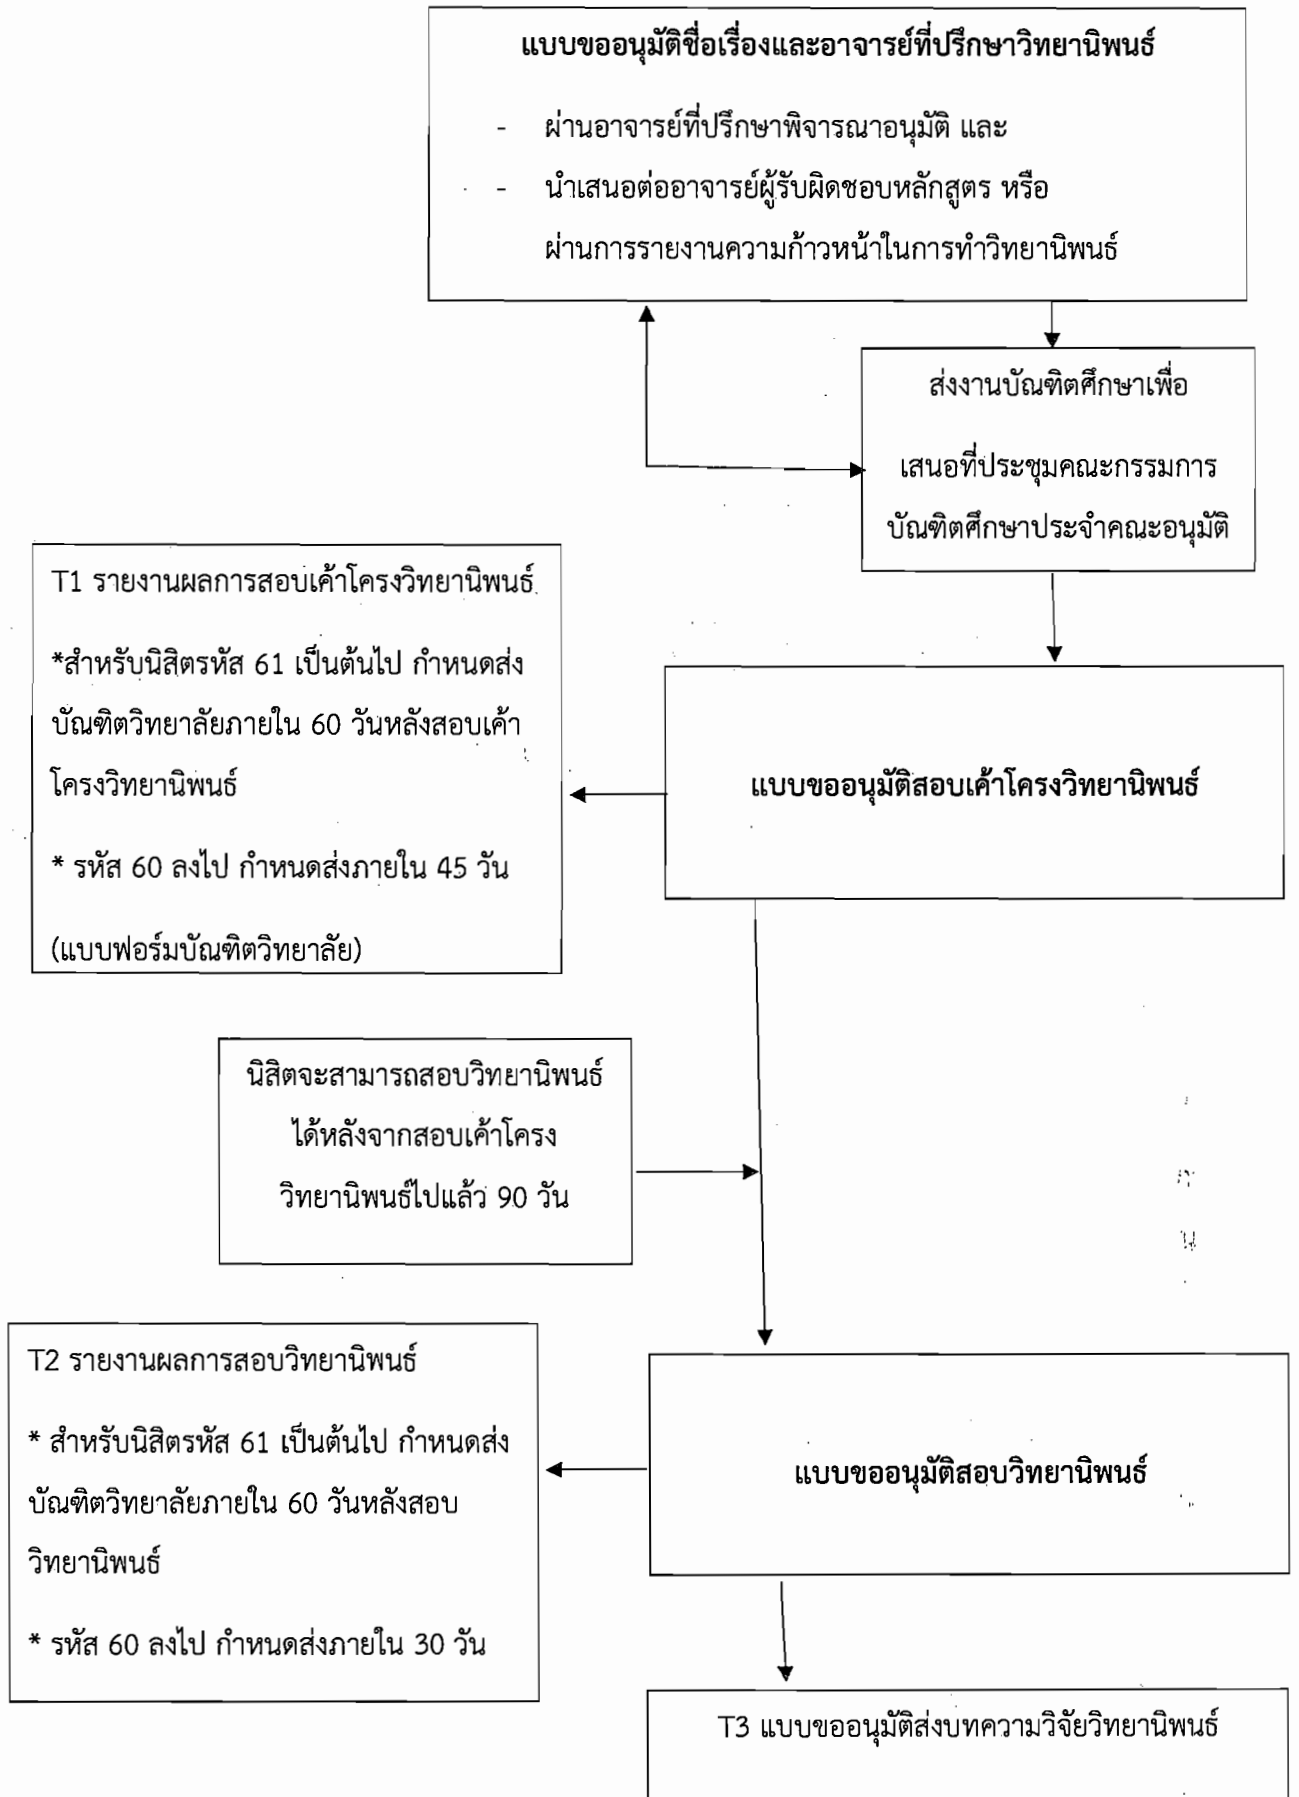 แบบขออนุมัติชื่อเรื่องและอาจารย์ที่ปรึกษาวิทยานิพนธ์
- ผ่านอาจารย์ที่ปรึกษาพิจารณาอนุมัติ และ
- นำเสนอต่ออาจารย์ผู้รับผิดชอบหลักสูตร หรือ
ผ่านการรายงานความก้าวหน้าในการทำวิทยานิพนธ์
ส่งงานบัณฑิตศึกษาเพื่อ
เสนอที่ประชุมคณะกรรมการ
บัณฑิตศึกษาประจำคณะอนุมัติ
T1 รายงานผลการสอบเค้าโครงวิทยานิพนธ์
*สำหรับนิสิตรหัส 61 เป็นต้นไป กำหนดส่ง
บัณฑิตวิทยาลัยภายใน 60 วันหลังสอบเค้า
โครงวิทยานิพนธ์
* รหัส 60 ลงไป กำหนดส่งภายใน 45 วัน
(แบบฟอร์มบัณฑิตวิทยาลัย)
แบบขออนุมัติสอบเค้าโครงวิทยานิพนธ์
นิสิตจะสามารถสอบวิทยานิพนธ์
ได้หลังจากสอบเค้าโครง
วิทยานิพนธ์ไปแล้ว 90 วัน
T2 รายงานผลการสอบวิทยานิพนธ์
* สำหรับนิสิตรหัส 61 เป็นต้นไป กำหนดส่ง
บัณฑิตวิทยาลัยภายใน 60 วันหลังสอบ
วิทยานิพนธ์
* รหัส 60 ลงไป กำหนดส่งภายใน 30 วัน
แบบขออนุมัติสอบวิทยานิพนธ์
T3 แบบขออนุมัติส่งบทความวิจัยวิทยานิพนธ์